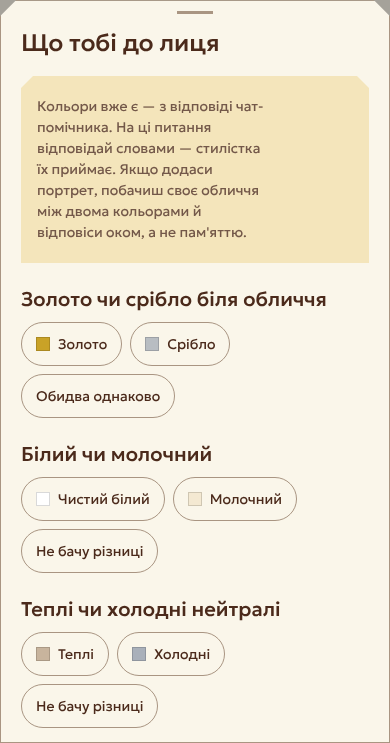 Що тобі до лиця
Кольори вже є — з відповіді чат-
помічника. На ці питання
відповідай словами — стилістка
їх приймає. Якщо додаси
портрет, побачиш своє обличчя
між двома кольорами й
відповіси оком, а не пам'яттю.
Золото чи срібло біля обличчя
Золото Срібло
Обидва однаково
Білий чи молочний
Чистий білий Молочний
Не бачу різниці
Теплі чи холодні нейтралі
Теплі Холодні
Не бачу різниці